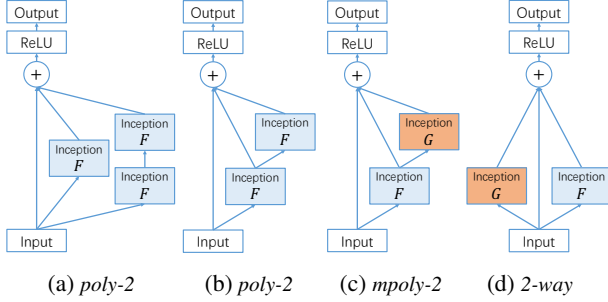 Output Output Output Output
ReLU ReLU ReLU ReLU
+ + + +
Inception
F
Inception
F
Inception
F
Input
Inception
F
Inception
F
Input
Inception
G
Inception
F
Input
Inception
G
Inception
F
Input
(a) poly-2 (b) poly-2 (c) mpoly-2 (d) 2-way